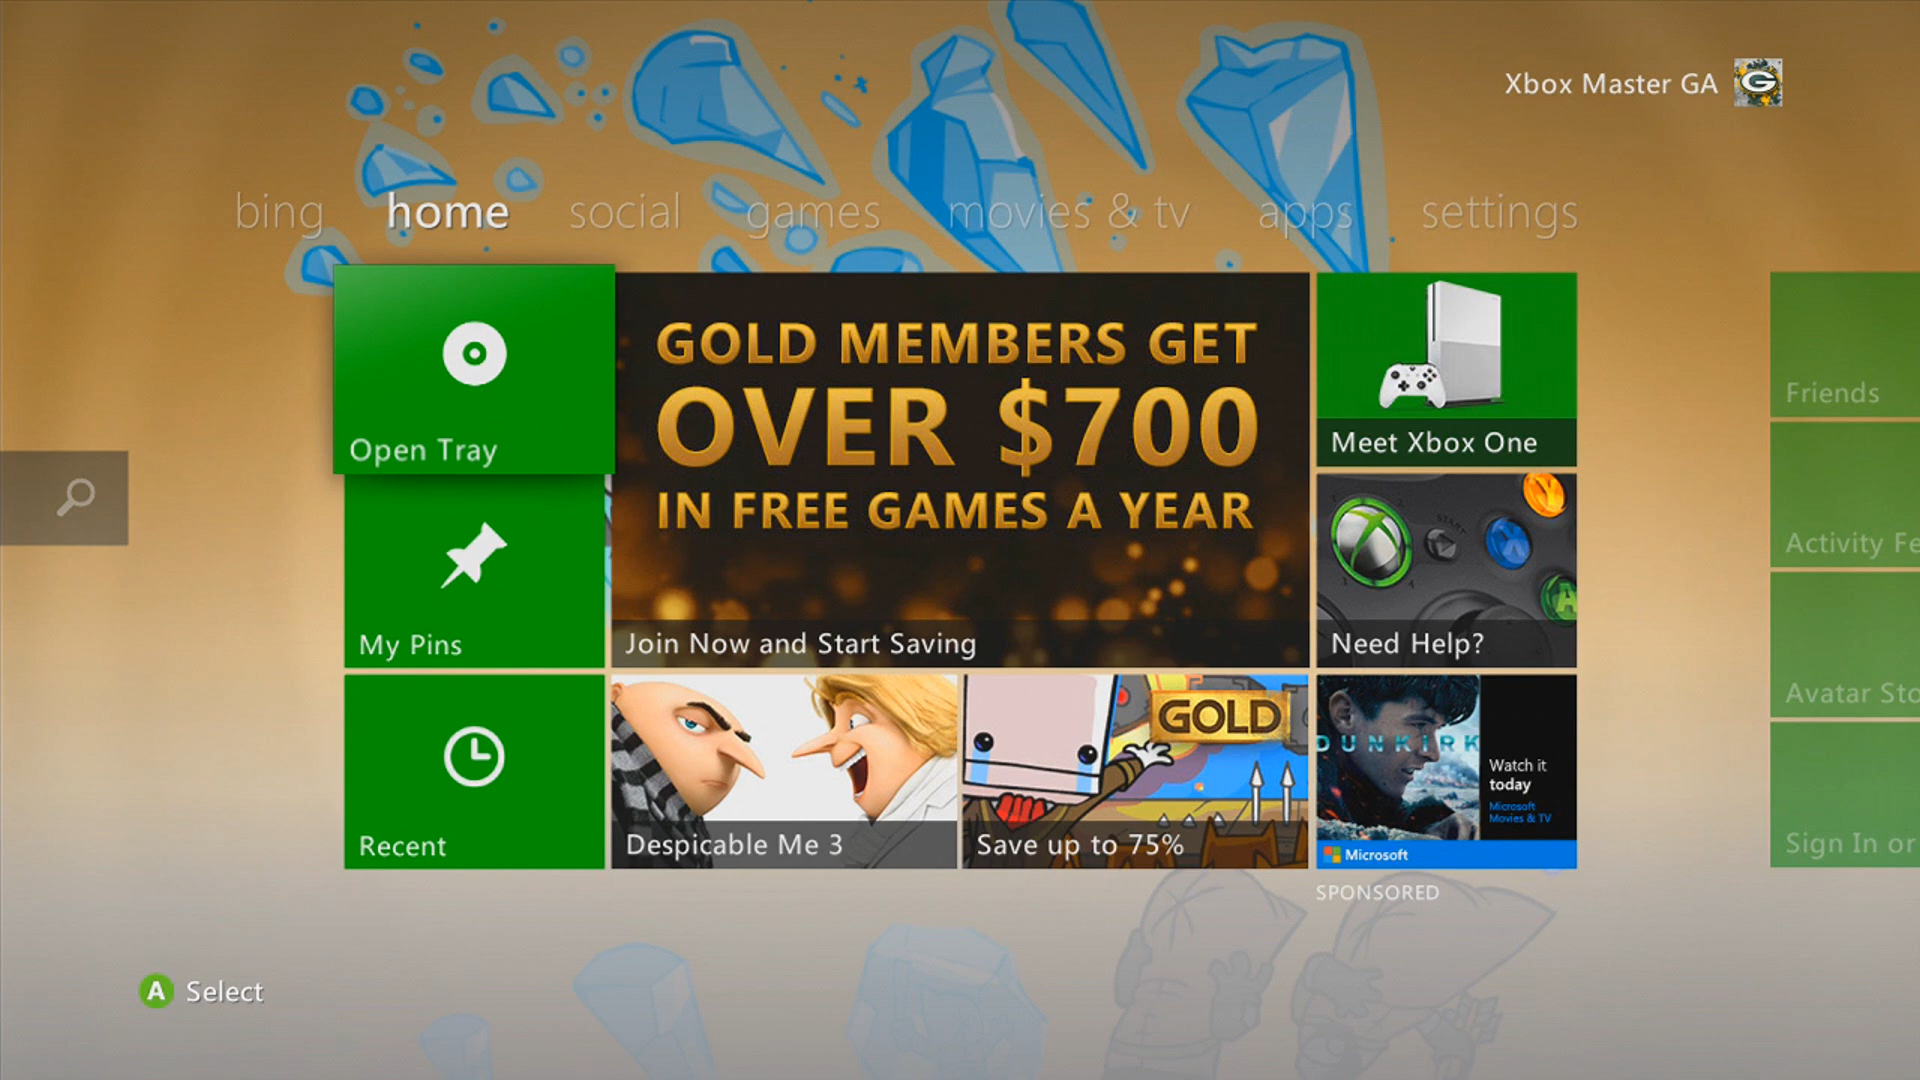 Xbox Master GA
bing home social games movies & tv apps settings
Open Tray
My Pins
Recent
GOLD MEMBERS GET
OVER $700
IN FREE GAMES A YEAR
Join Now and Start Saving
Despicable Me 3
GOLD
Save up to 75%
Meet Xbox One
START
Y
A
Need Help?
DUNKIRK
Watch it
today
Microsoft
Movies & TV
Microsoft
SPONSORED
Friends
Activity Fe
Avatar Sto
Sign In or
A Select